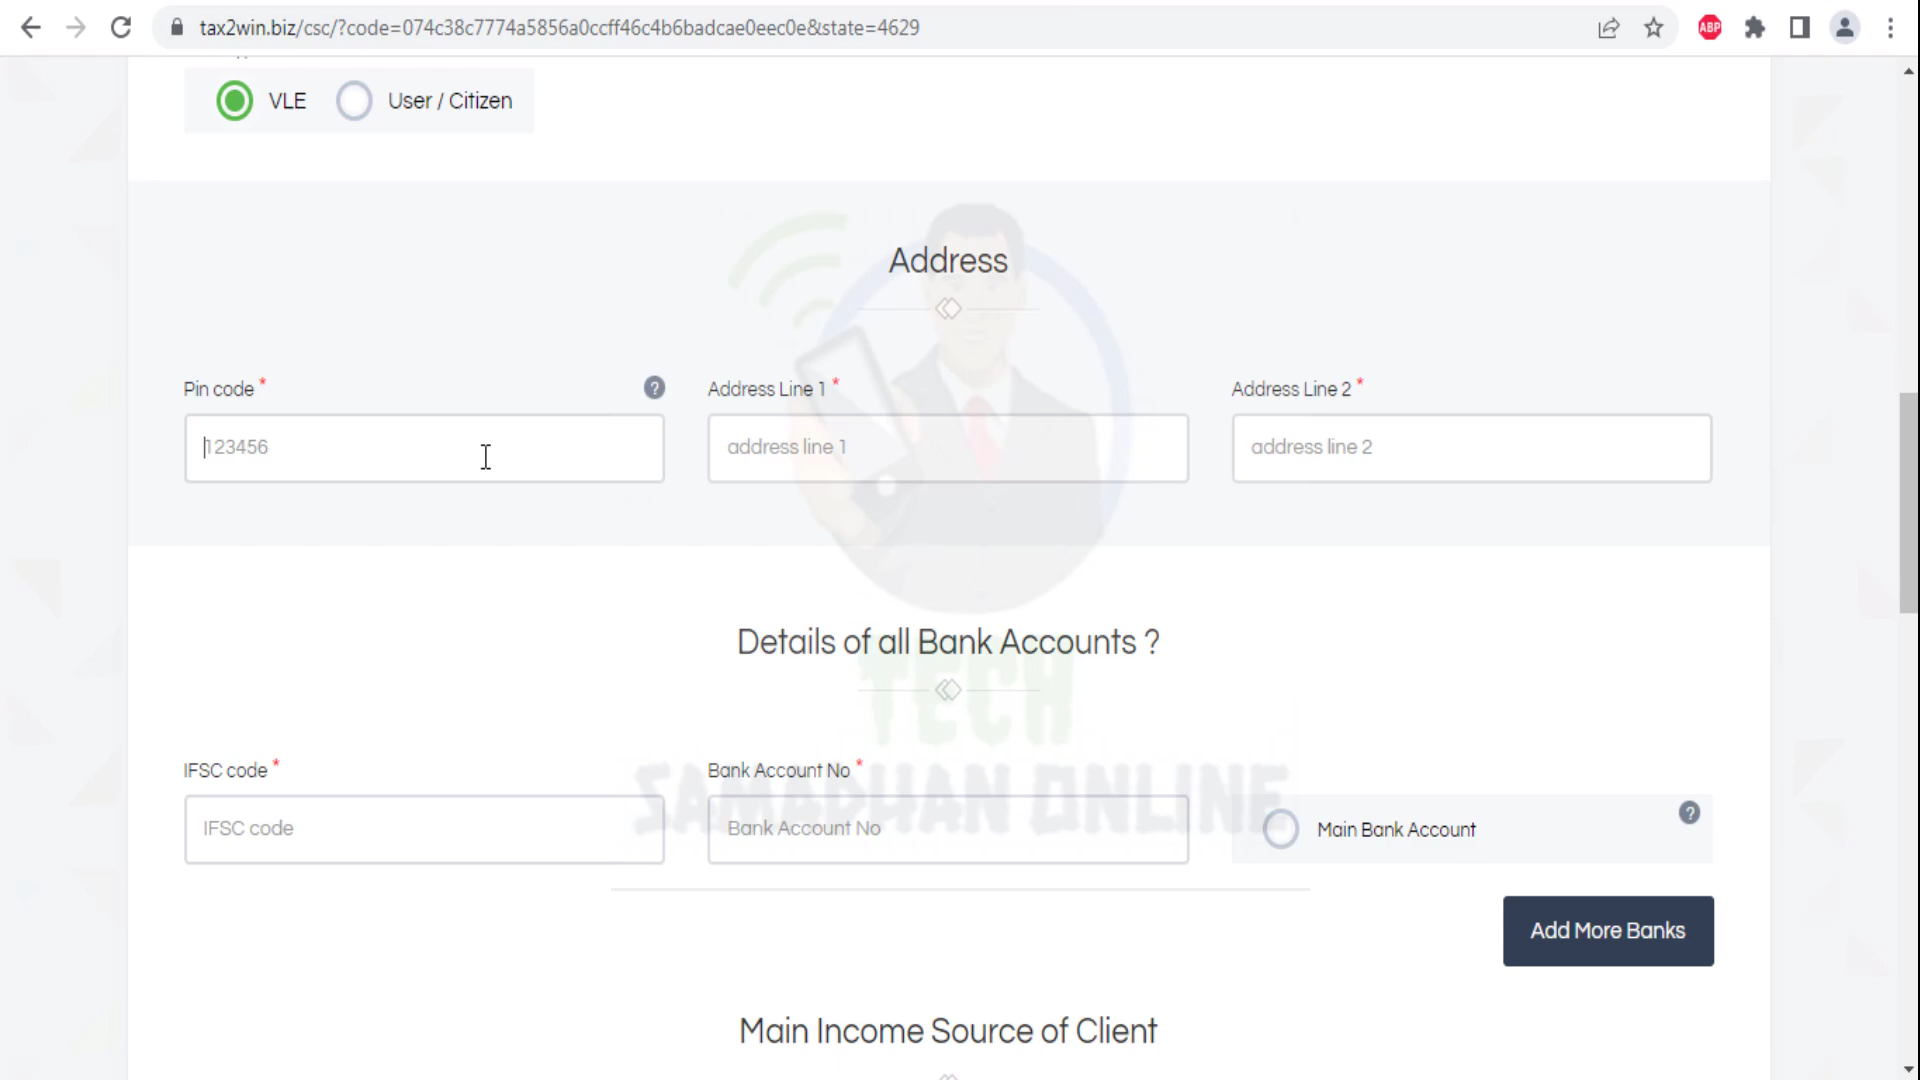 tax2win.biz/csc/?code=074c38c7774a5856a0ccff46c4b6badcae0eec0e&state=4629
ABP
VLE
User / Citizen
Address
Pin code *
?
Address Line 1 *
Address Line 2 *
123456
address line 1
address line 2
Details of all Bank Accounts ?
TECH
SAMADHAN ONLINE
IFSC code *
Bank Account No *
IFSC code
Bank Account No
Main Bank Account
?
Add More Banks
Main Income Source of Client